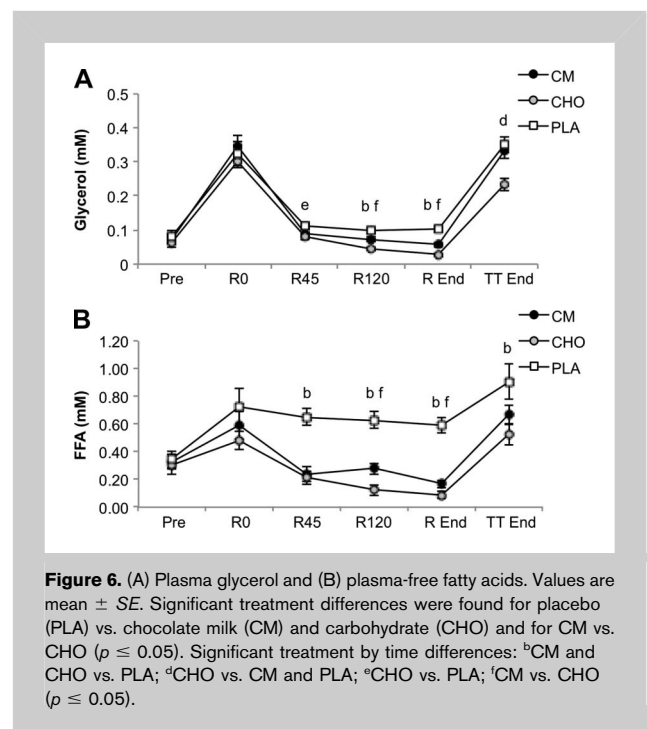 A
CM
CHO
PLA
Glycerol (mM)
0.5
0.4
0.3
0.2
0.1
0
e
b f
b f
d
Pre R0 R45 R120 R End TT End
B
CM
CHO
PLA
FFA (mM)
1.20
1.00
0.80
0.60
0.40
0.20
0.00
b
b f
b f
b
Pre R0 R45 R120 R End TT End
Figure 6. (A) Plasma glycerol and (B) plasma-free fatty acids. Values are
mean ± SE. Significant treatment differences were found for placebo
(PLA) vs. chocolate milk (CM) and carbohydrate (CHO) and for CM vs.
CHO (p ≤ 0.05). Significant treatment by time differences: ᵇCM and
CHO vs. PLA; ᵈCHO vs. CM and PLA; ᵉCHO vs. PLA; ᶠCM vs. CHO
(p ≤ 0.05).